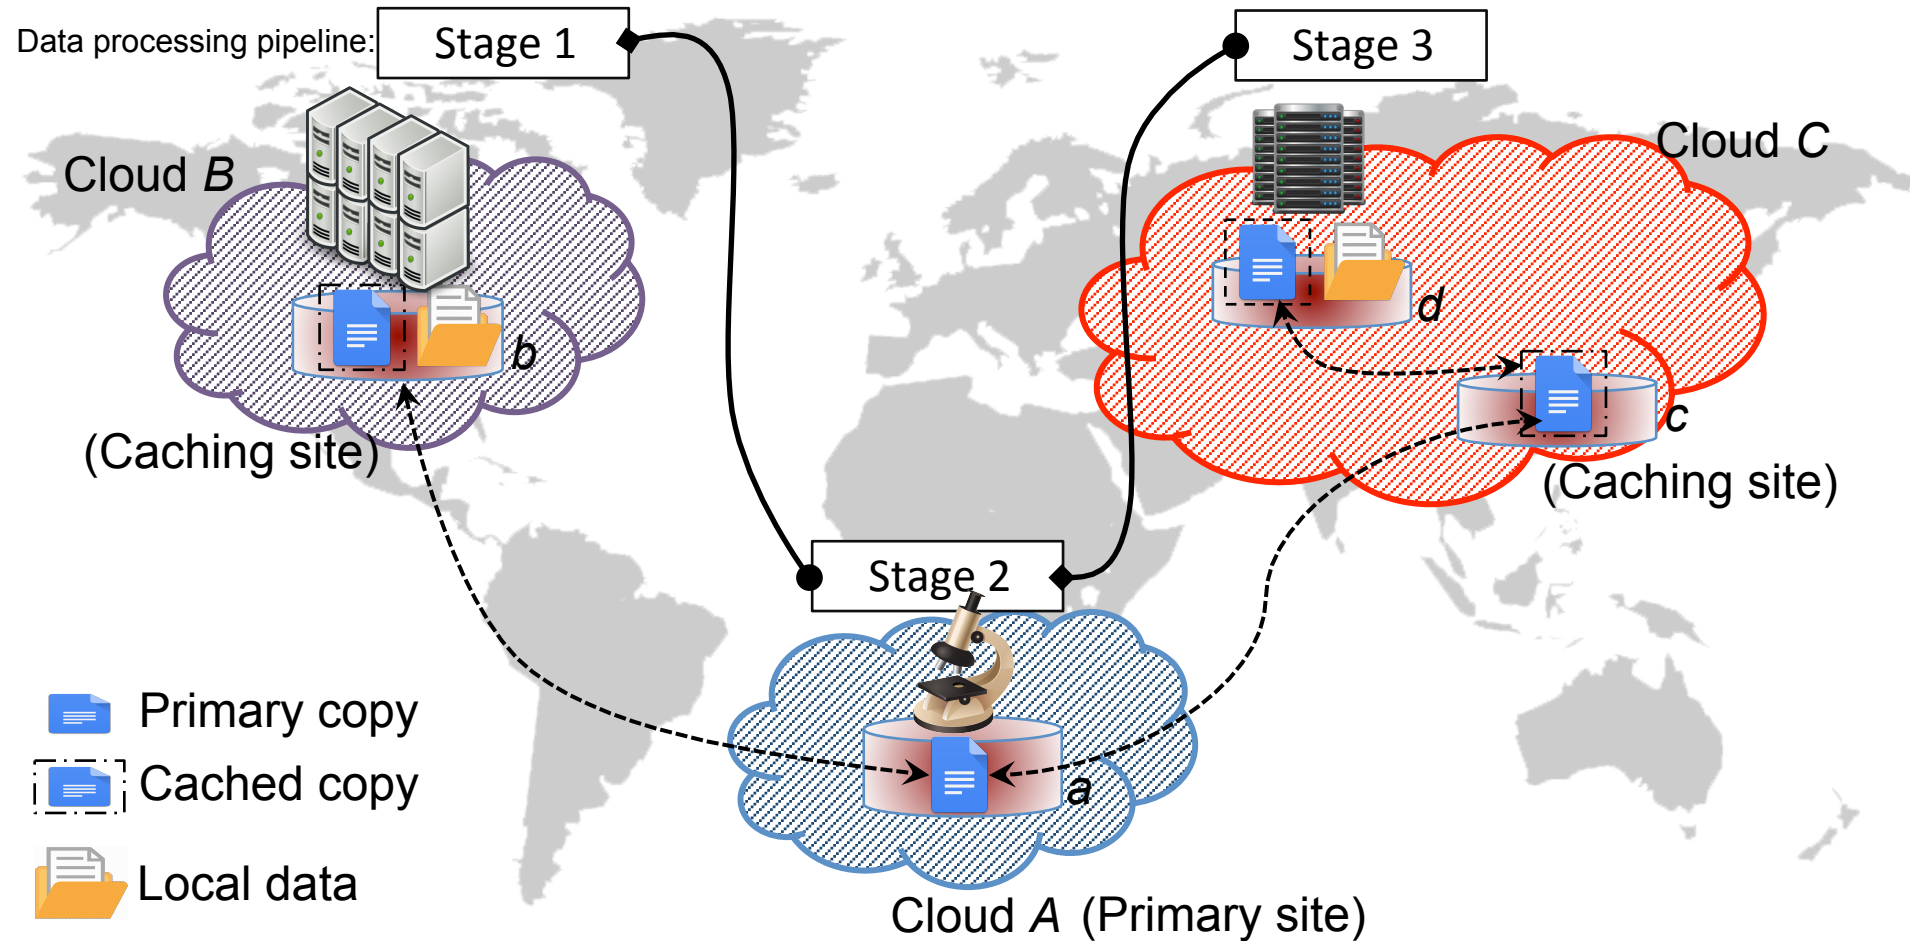 Data processing pipeline:
Stage 1
Stage 3
Cloud B
Cloud C
d
b
c
(Caching site)
(Caching site)
Stage 2
Primary copy
Cached copy
a
Local data
Cloud A (Primary site)